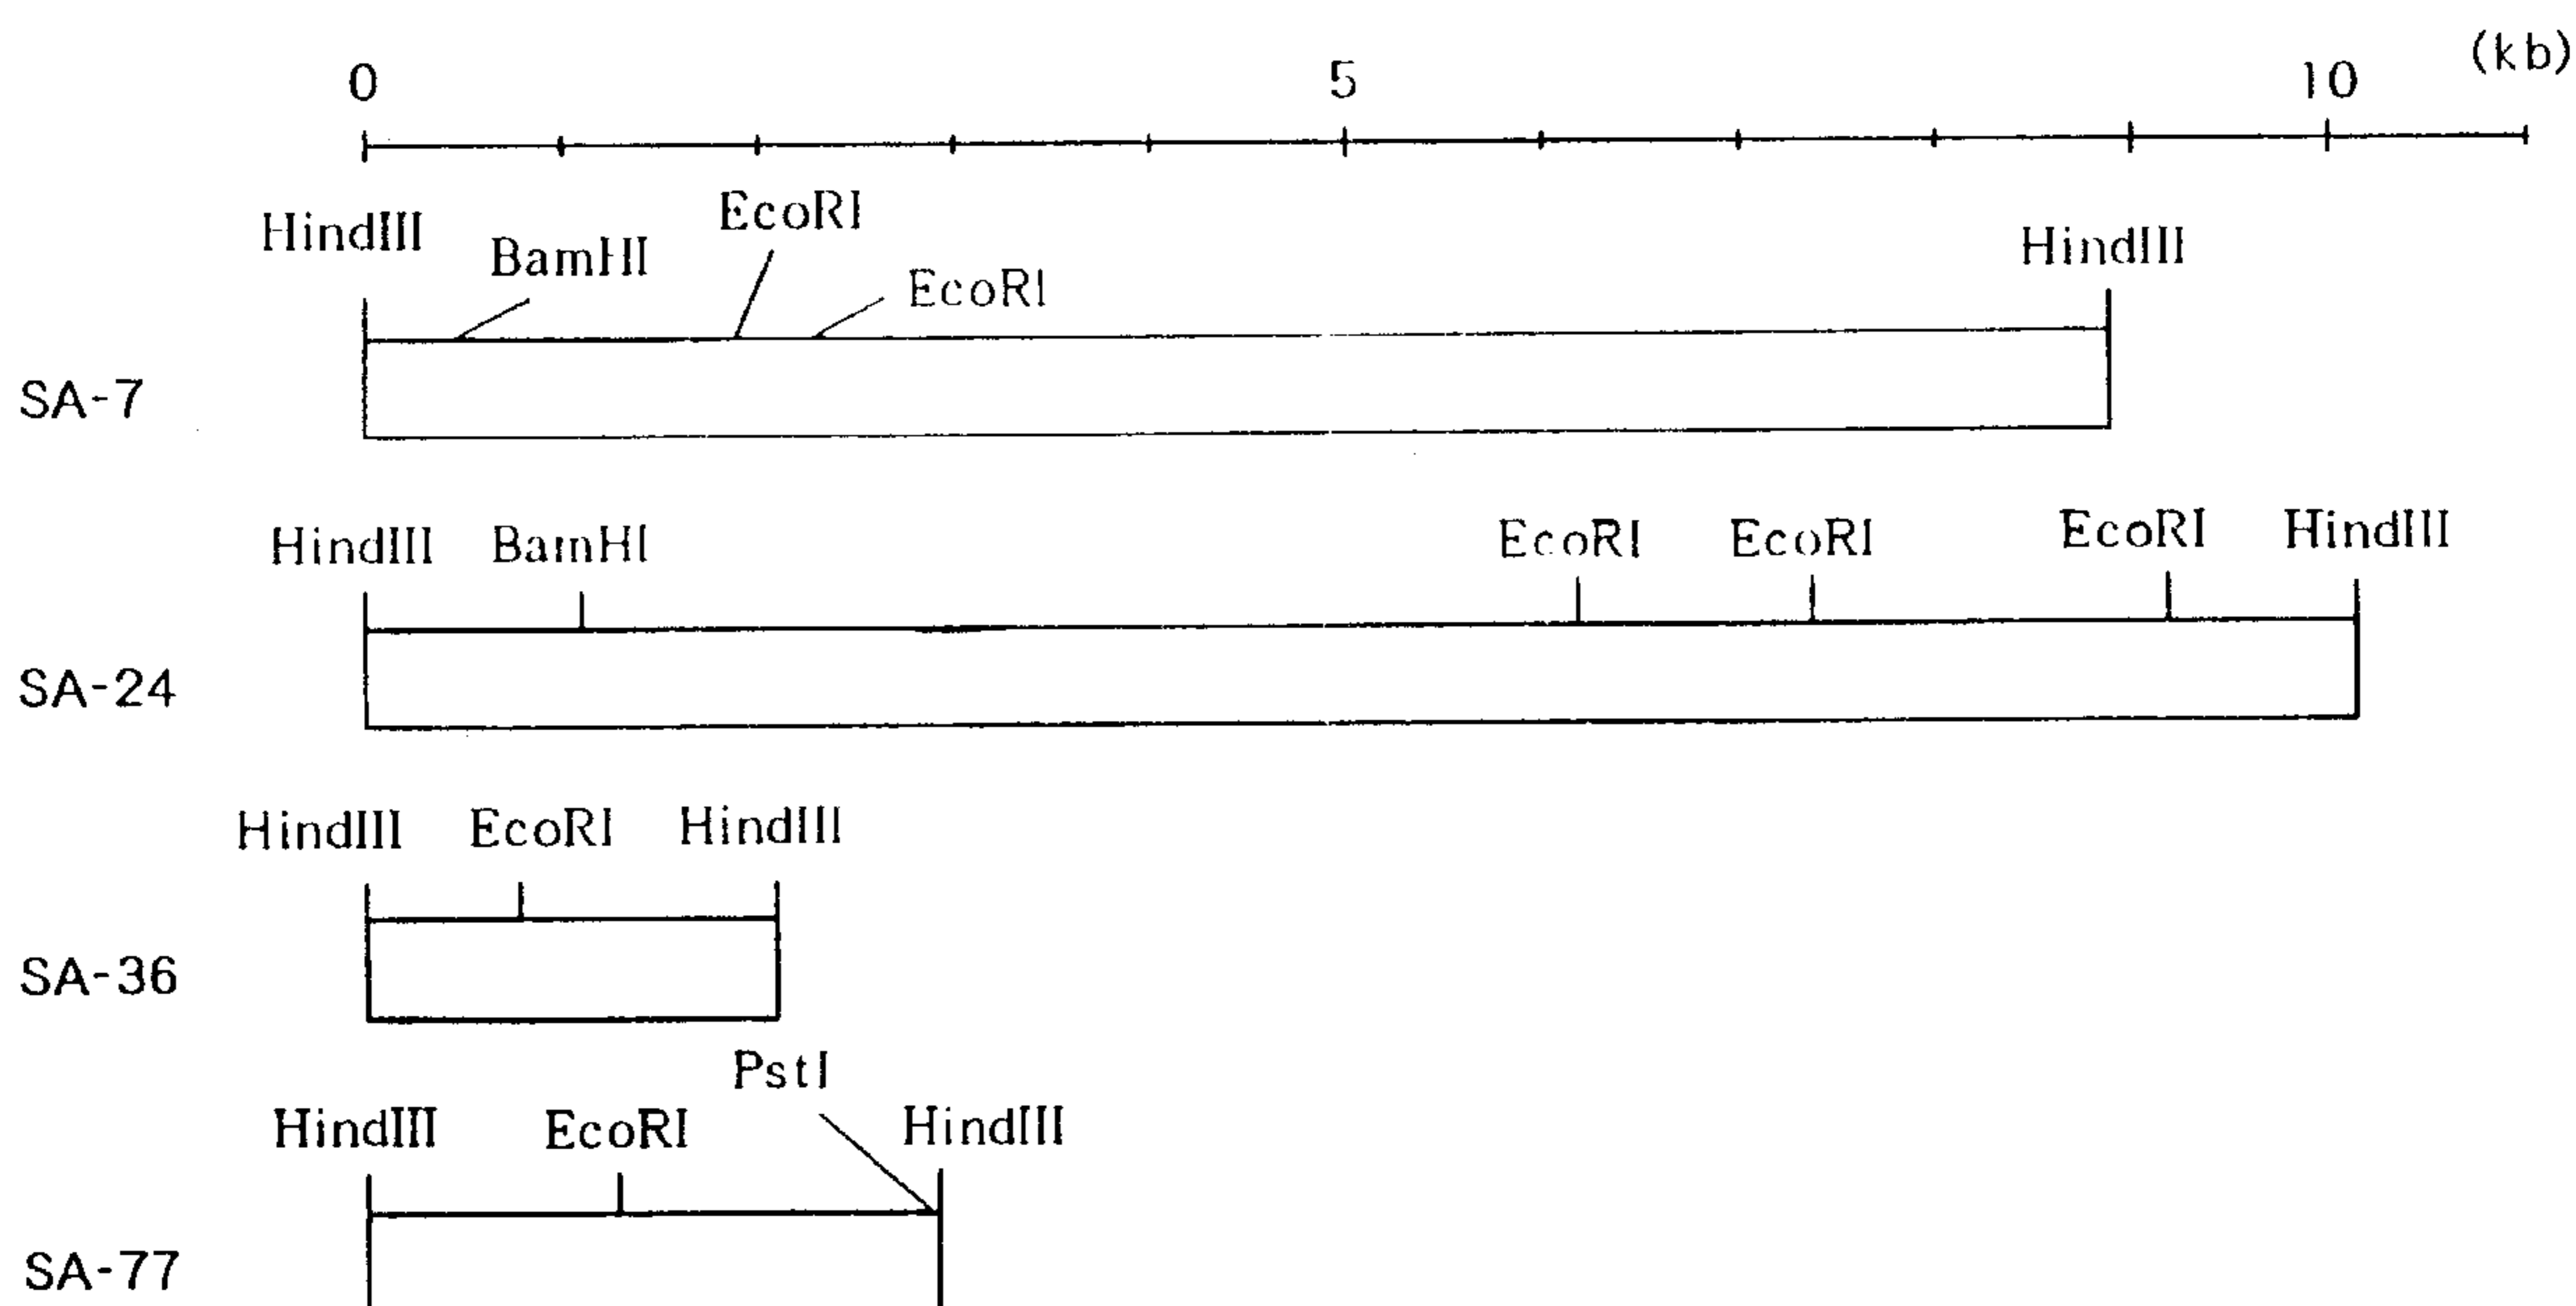 0 5 10 (kb)
HindIII BamHI EcoRI EcoRI HindIII
SA-7
HindIII BamHI EcoRI EcoRI EcoRI HindIII
SA-24
HindIII EcoRI HindIII
SA-36
PstI
HindIII EcoRI HindIII
SA-77